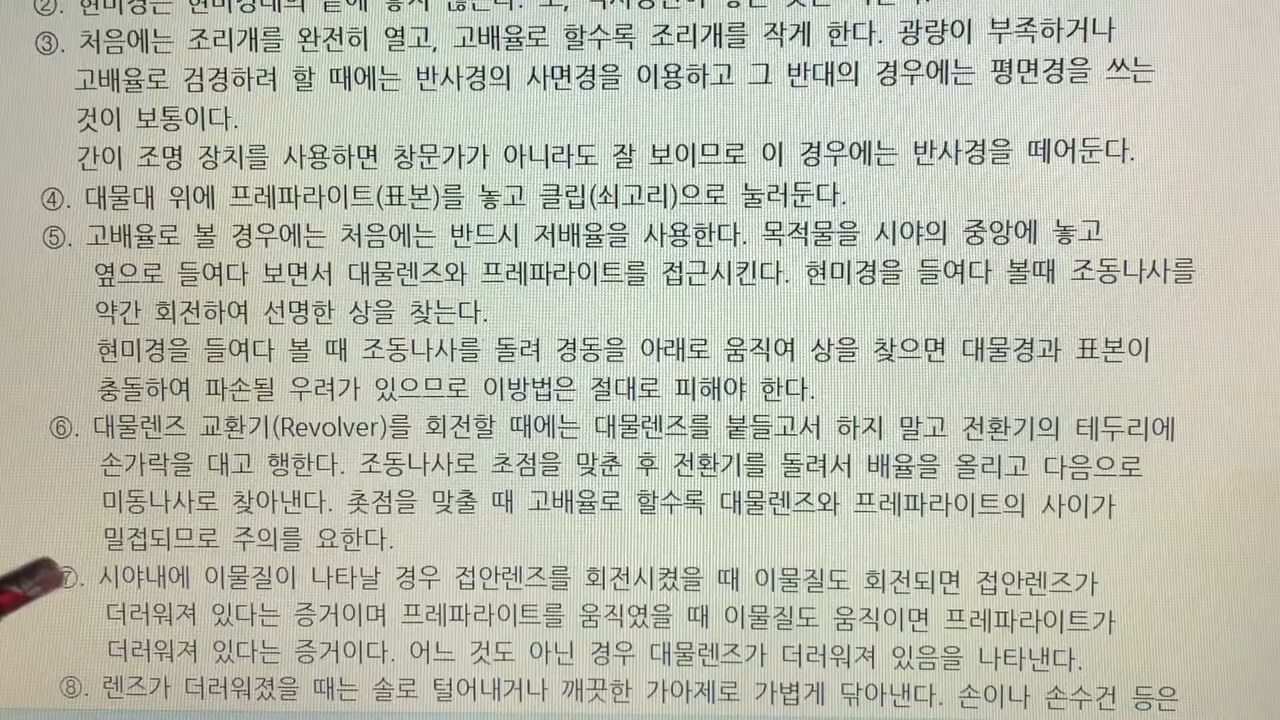 ②. 현미경은 현미경대의 끝에 놓지 않는다. 또,
③. 처음에는 조리개를 완전히 열고, 고배율로 할수록 조리개를 작게 한다. 광량이 부족하거나
고배율로 검경하려 할 때에는 반사경의 사면경을 이용하고 그 반대의 경우에는 평면경을 쓰는
것이 보통이다.
간이 조명 장치를 사용하면 창문가가 아니라도 잘 보이므로 이 경우에는 반사경을 떼어둔다.
④. 대물대 위에 프레파라이트(표본)를 놓고 클립(쇠고리)으로 눌러둔다.
⑤. 고배율로 볼 경우에는 처음에는 반드시 저배율을 사용한다. 목적물을 시야의 중앙에 놓고
옆으로 들여다 보면서 대물렌즈와 프레파라이트를 접근시킨다. 현미경을 들여다 볼때 조동나사를
약간 회전하여 선명한 상을 찾는다.
현미경을 들여다 볼 때 조동나사를 돌려 경동을 아래로 움직여 상을 찾으면 대물경과 표본이
충돌하여 파손될 우려가 있으므로 이방법은 절대로 피해야 한다.
⑥. 대물렌즈 교환기(Revolver)를 회전할 때에는 대물렌즈를 붙들고서 하지 말고 전환기의 테두리에
손가락을 대고 행한다. 조동나사로 초점을 맞춘 후 전환기를 돌려서 배율을 올리고 다음으로
미동나사로 찾아낸다. 촛점을 맞출 때 고배율로 할수록 대물렌즈와 프레파라이트의 사이가
밀접되므로 주의를 요한다.
⑦. 시야내에 이물질이 나타날 경우 접안렌즈를 회전시켰을 때 이물질도 회전되면 접안렌즈가
더러워져 있다는 증거이며 프레파라이트를 움직였을 때 이물질도 움직이면 프레파라이트가
더러워져 있다는 증거이다. 어느 것도 아닌 경우 대물렌즈가 더러워져 있음을 나타낸다.
⑧. 렌즈가 더러워졌을 때는 솔로 털어내거나 깨끗한 가아제로 가볍게 닦아낸다. 손이나 손수건 등은